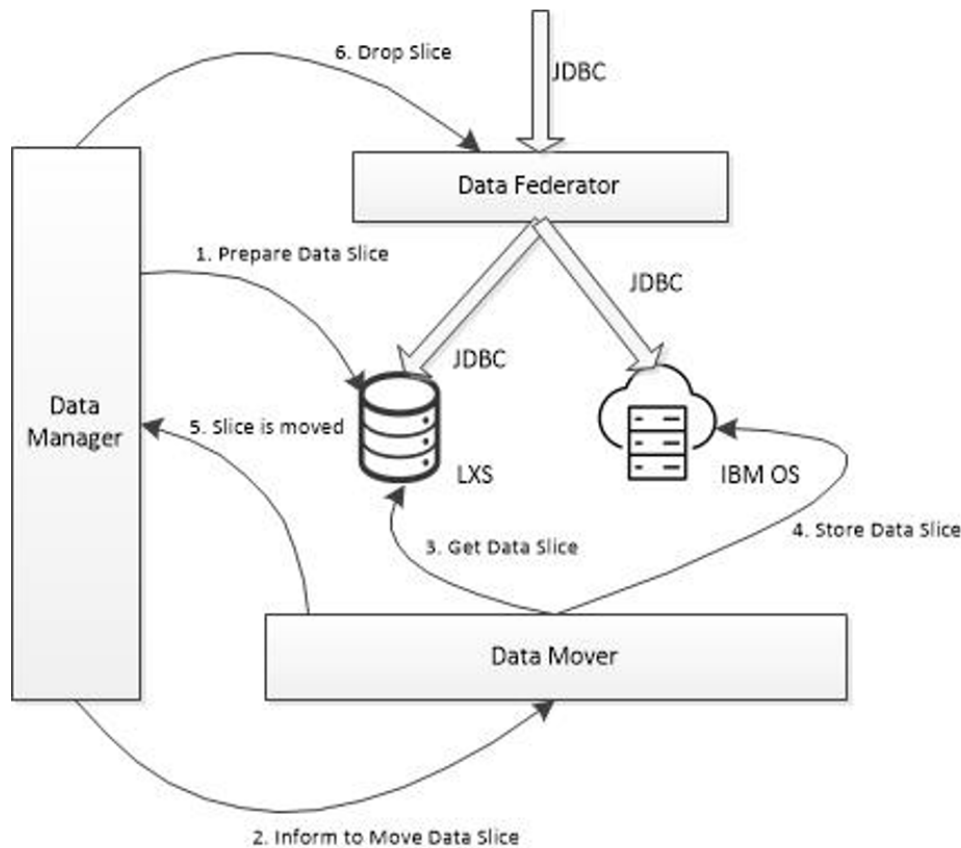 6. Drop Slice
JDBC
Data Federator
1. Prepare Data Slice
JDBC
JDBC
Data
Manager
5. Slice is moved
LXS
IBM OS
3. Get Data Slice
4. Store Data Slice
Data Mover
2. Inform to Move Data Slice